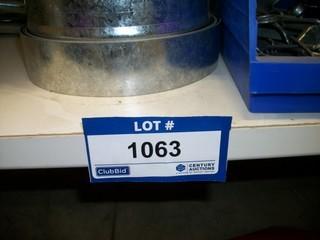 LOT #
1063
ClubBid
CENTURY
AUCTIONS